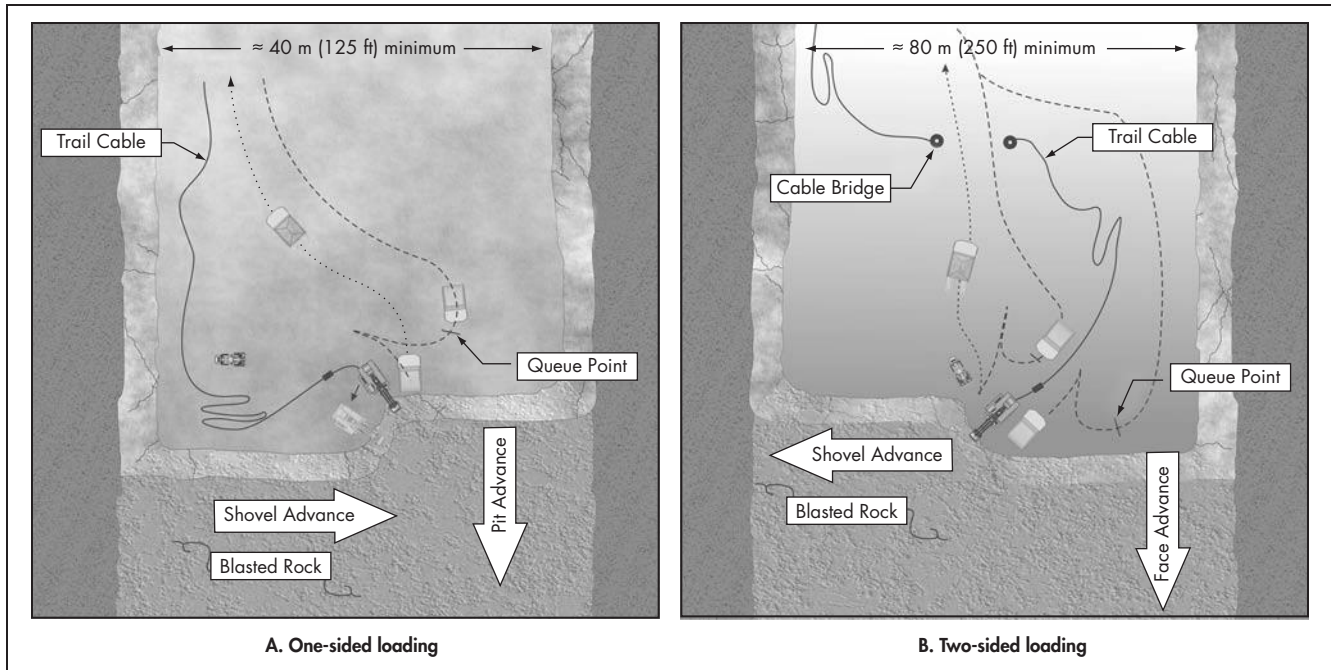 ≈ 40 m (125 ft) minimum
Trail Cable
Queue Point
Shovel Advance
Pit Advance
Blasted Rock
A. One-sided loading
≈ 80 m (250 ft) minimum
Trail Cable
Cable Bridge
Queue Point
Shovel Advance
Blasted Rock
Face Advance
B. Two-sided loading